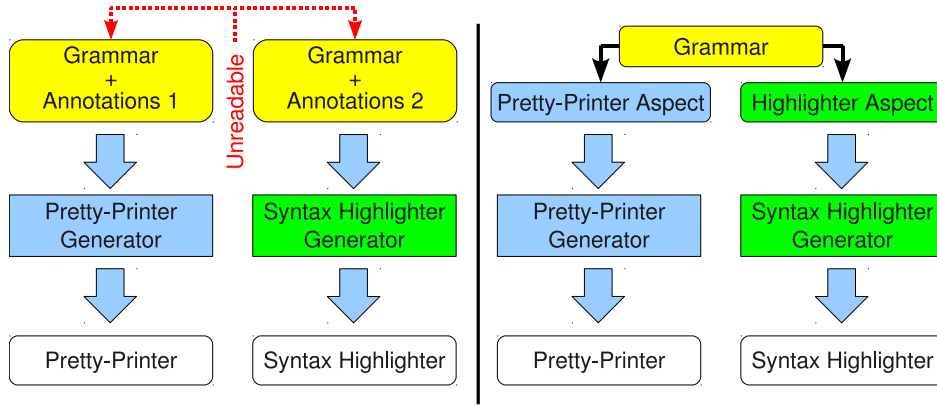 Grammar
+
Annotations 1
Unreadable
Grammar
+
Annotations 2
Pretty-Printer
Generator
Syntax Highlighter
Generator
Pretty-Printer
Syntax Highlighter
Grammar
Pretty-Printer Aspect
Highlighter Aspect
Pretty-Printer
Generator
Syntax Highlighter
Generator
Pretty-Printer
Syntax Highlighter